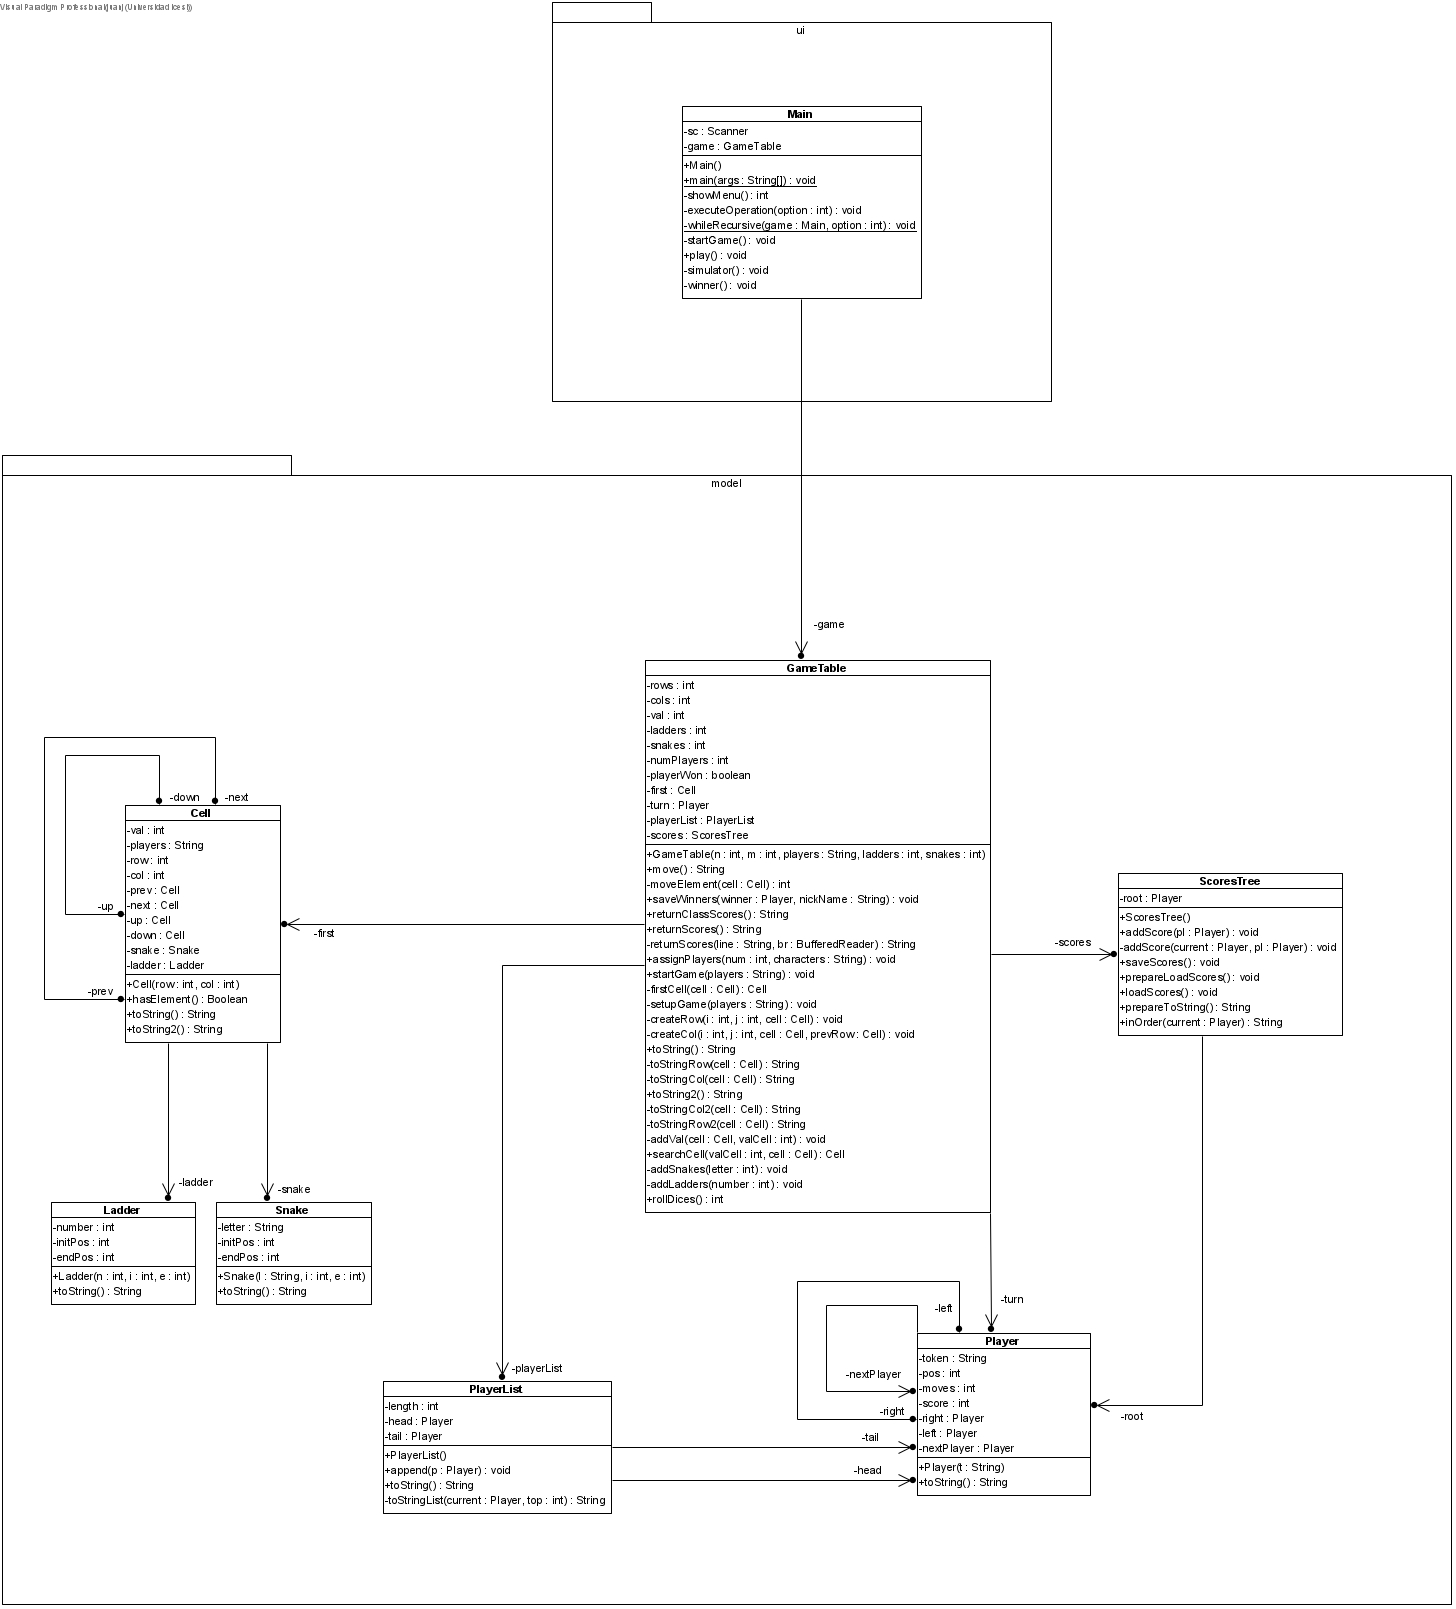 Visual Paradigm Professional(juanj(Universidad Icesi))
ui
Main
-sc : Scanner
-game : GameTable
+Main()
+main(args : String[]) : void
-showMenu() : int
-executeOperation(option : int) : void
-whileRecursive(game : Main, option : int) : void
-startGame() : void
+play() : void
-simulator() : void
-winner() : void
model
-game
GameTable
-rows : int
-cols : int
-val : int
-ladders : int
-snakes : int
-numPlayers : int
-playerWon : boolean
-first : Cell
-turn : Player
-playerList : PlayerList
-scores : ScoresTree
+GameTable(n : int, m : int, players : String, ladders : int, snakes : int)
+move() : String
-moveElement(cell : Cell) : int
+saveWinners(winner : Player, nickName : String) : void
+returnClassScores() : String
+returnScores() : String
-returnScores(line : String, br : BufferedReader) : String
+assignPlayers(num : int, characters : String) : void
+startGame(players : String) : void
-firstCell(cell : Cell) : Cell
-setupGame(players : String) : void
-createRow(i : int, j : int, cell : Cell) : void
-createCol(i : int, j : int, cell : Cell, prevRow : Cell) : void
+toString() : String
-toStringRow(cell : Cell) : String
-toStringCol(cell : Cell) : String
+toString2() : String
-toStringCol2(cell : Cell) : String
-toStringRow2(cell : Cell) : String
-addVal(cell : Cell, valCell : int) : void
+searchCell(valCell : int, cell : Cell) : Cell
-addSnakes(letter : int) : void
-addLadders(number : int) : void
+rollDices() : int
-down
-next
-up
-prev
Cell
-val : int
-players : String
-row : int
-col : int
-prev : Cell
-next : Cell
-up : Cell
-down : Cell
-snake : Snake
-ladder : Ladder
+Cell(row : int, col : int)
+hasElement() : Boolean
+toString() : String
+toString2() : String
-first
-scores
ScoresTree
-root : Player
+ScoresTree()
+addScore(pl : Player) : void
-addScore(current : Player, pl : Player) : void
+saveScores() : void
+prepareLoadScores() : void
+loadScores() : void
+prepareToString() : String
+inOrder(current : Player) : String
-ladder
-snake
Ladder
-number : int
-initPos : int
-endPos : int
+Ladder(n : int, i : int, e : int)
+toString() : String
Snake
-letter : String
-initPos : int
-endPos : int
+Snake(l : String, i : int, e : int)
+toString() : String
-playerList
PlayerList
-length : int
-head : Player
-tail : Player
+PlayerList()
+append(p : Player) : void
+toString() : String
-toStringList(current : Player, top : int) : String
-left
-turn
-nextPlayer
-right
-tail
-head
-root
Player
-token : String
-pos : int
-moves : int
-score : int
-right : Player
-left : Player
-nextPlayer : Player
+Player(t : String)
+toString() : String